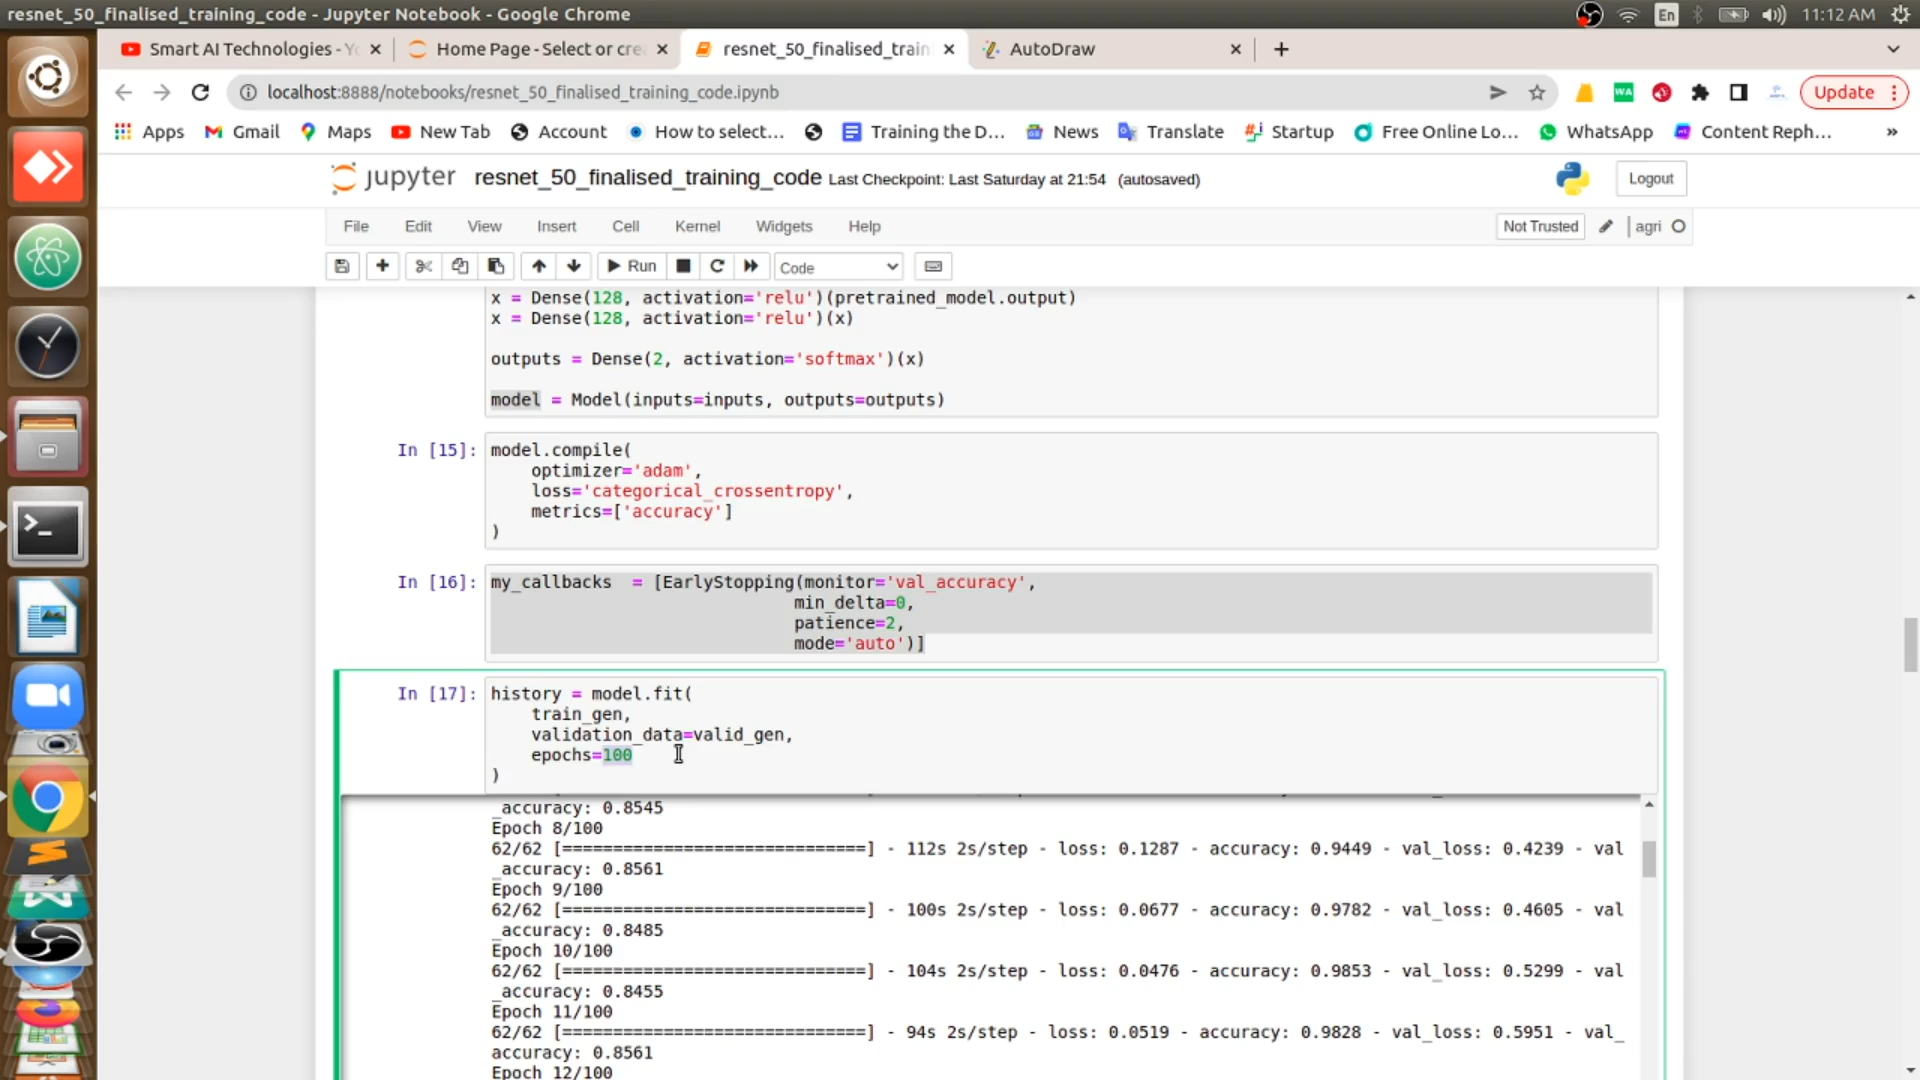 resnet_50_finalised_training_code - Jupyter Notebook - Google Chrome
En
11:12 AM
Smart AI Technologies - Yo
Home Page - Select or crea
resnet_50_finalised_traini
AutoDraw
localhost:8888/notebooks/resnet_50_finalised_training_code.ipynb
WA
Update
Apps
Gmail
Maps
New Tab
Account
How to select...
Training the D...
News
Translate
Startup
Free Online Lo...
WhatsApp
Content Reph...
»
jupyter resnet_50_finalised_training_code Last Checkpoint: Last Saturday at 21:54 (autosaved)
Logout
File Edit View Insert Cell Kernel Widgets Help
Not Trusted
agri
Run
Code
x = Dense(128, activation='relu')(pretrained_model.output)
x = Dense(128, activation='relu')(x)
outputs = Dense(2, activation='softmax')(x)
model = Model(inputs=inputs, outputs=outputs)
In [15]: model.compile(
optimizer='adam',
loss='categorical_crossentropy',
metrics=['accuracy']
)
In [16]: my_callbacks  = [EarlyStopping(monitor='val_accuracy',
min_delta=0,
patience=2,
mode='auto')]
In [17]: history = model.fit(
train_gen,
validation_data=valid_gen,
epochs=100
)
_accuracy: 0.8545
Epoch 8/100
62/62 [==============================] - 112s 2s/step - loss: 0.1287 - accuracy: 0.9449 - val_loss: 0.4239 - val
_accuracy: 0.8561
Epoch 9/100
62/62 [==============================] - 100s 2s/step - loss: 0.0677 - accuracy: 0.9782 - val_loss: 0.4605 - val
_accuracy: 0.8485
Epoch 10/100
62/62 [==============================] - 104s 2s/step - loss: 0.0476 - accuracy: 0.9853 - val_loss: 0.5299 - val
_accuracy: 0.8455
Epoch 11/100
62/62 [==============================] - 94s 2s/step - loss: 0.0519 - accuracy: 0.9828 - val_loss: 0.5951 - val_
accuracy: 0.8561
Epoch 12/100